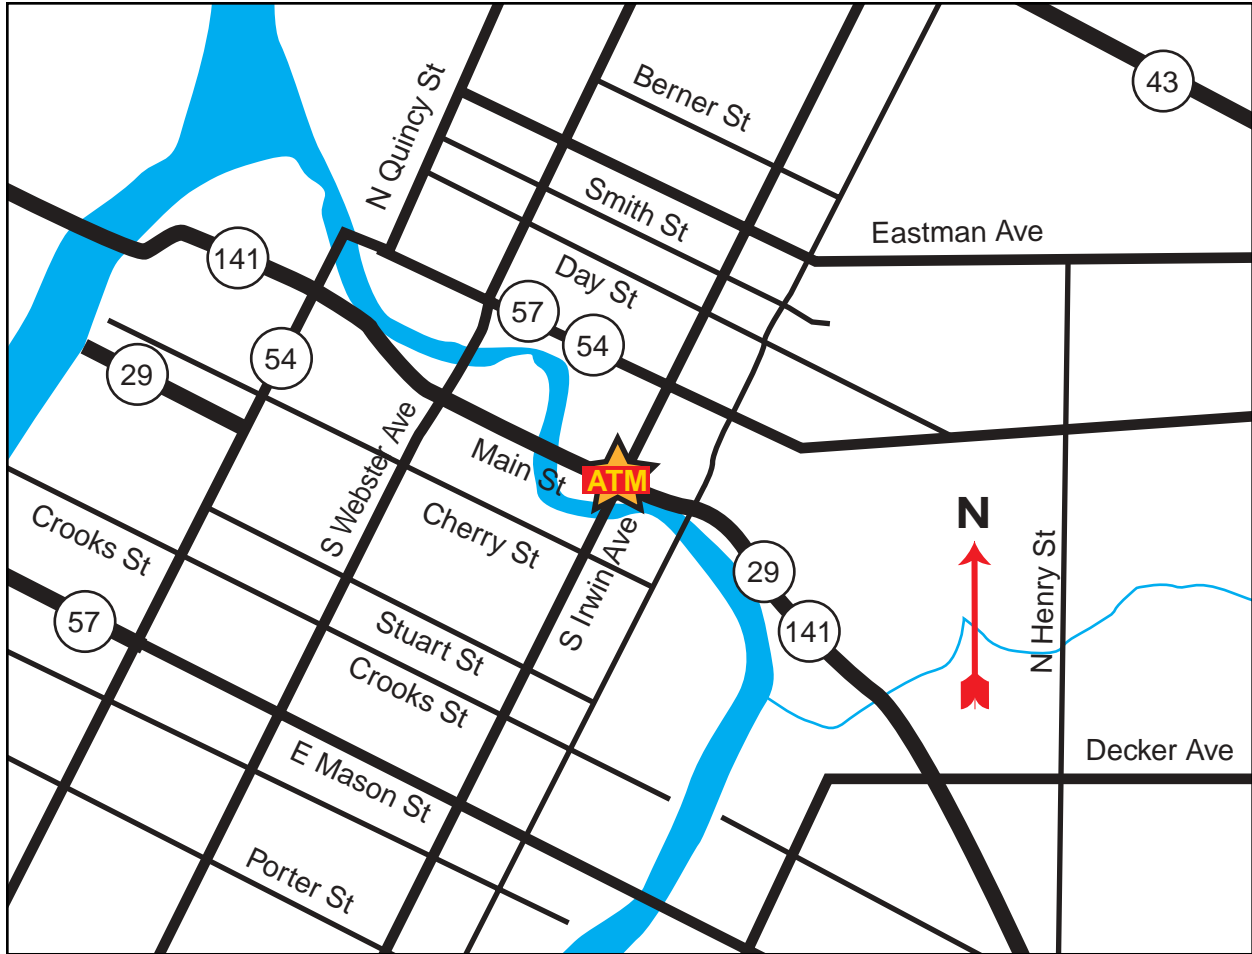 43
Berner St
N Quincy St
Smith St
Eastman Ave
141
Day St
57
54
54
29
S Webster Ave
Main St
ATM
Cherry St
N
Crooks St
S Irwin Ave
29
N Henry St
57
141
Stuart St
Crooks St
Decker Ave
E Mason St
Porter St